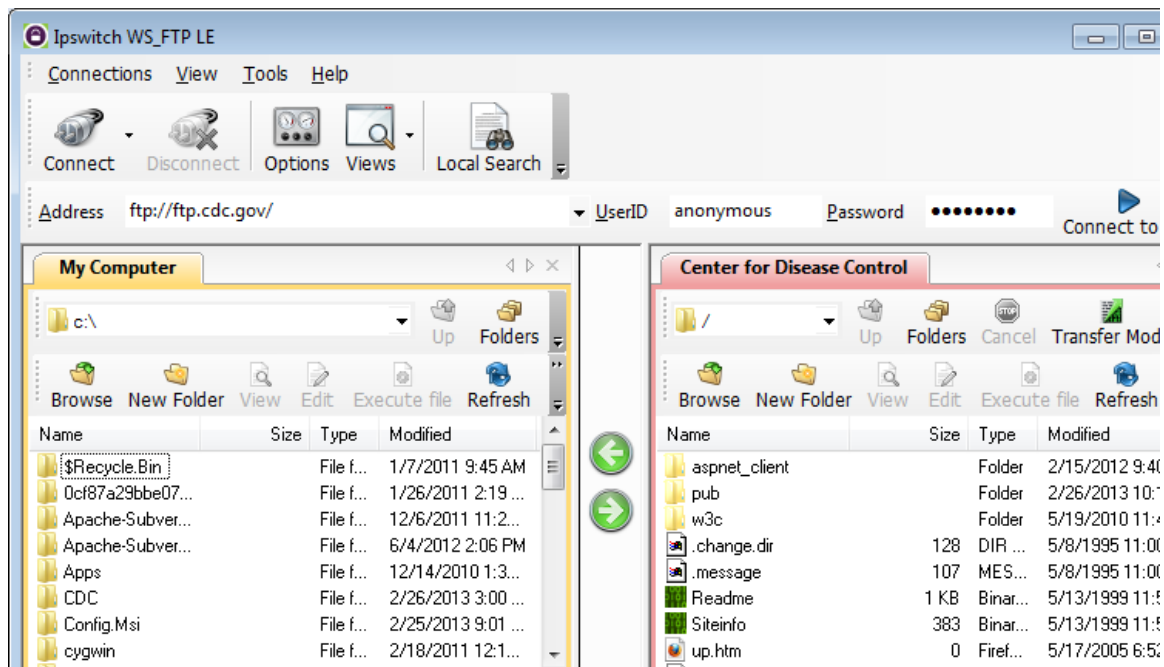 Ipswitch WS_FTP LE
Connections View Tools Help
Connect Disconnect Options Views Local Search
Address ftp://ftp.cdc.gov/ UserID anonymous Password ••••••••
Connect to
My Computer Center for Disease Control
c:\ Up Folders / Up Folders Cancel Transfer Mod
Browse New Folder View Edit Execute file Refresh Browse New Folder View Edit Execute file Refresh
Name Size Type Modified Name Size Type Modified
$Recycle.Bin File f... 1/7/2011 9:45 AM aspnet_client Folder 2/15/2012 9:40
0cf87a29bbe07... File f... 1/26/2011 2:19 ... pub Folder 2/26/2013 10:1
Apache-Subver... File f... 12/6/2011 11:2... w3c Folder 5/19/2010 11:4
Apache-Subver... File f... 6/4/2012 2:06 PM .change.dir 128 DIR ... 5/8/1995 11:00
Apps File f... 12/14/2010 1:3... .message 107 MES... 5/8/1995 11:00
CDC File f... 2/26/2013 3:00 ... Readme 1 KB Binar... 5/13/1999 11:5
Config.Msi File f... 2/25/2013 9:01 ... Siteinfo 383 Binar... 5/13/1999 11:5
cygwin File f... 2/18/2011 12:1... up.htm 0 Firef... 5/17/2005 6:52